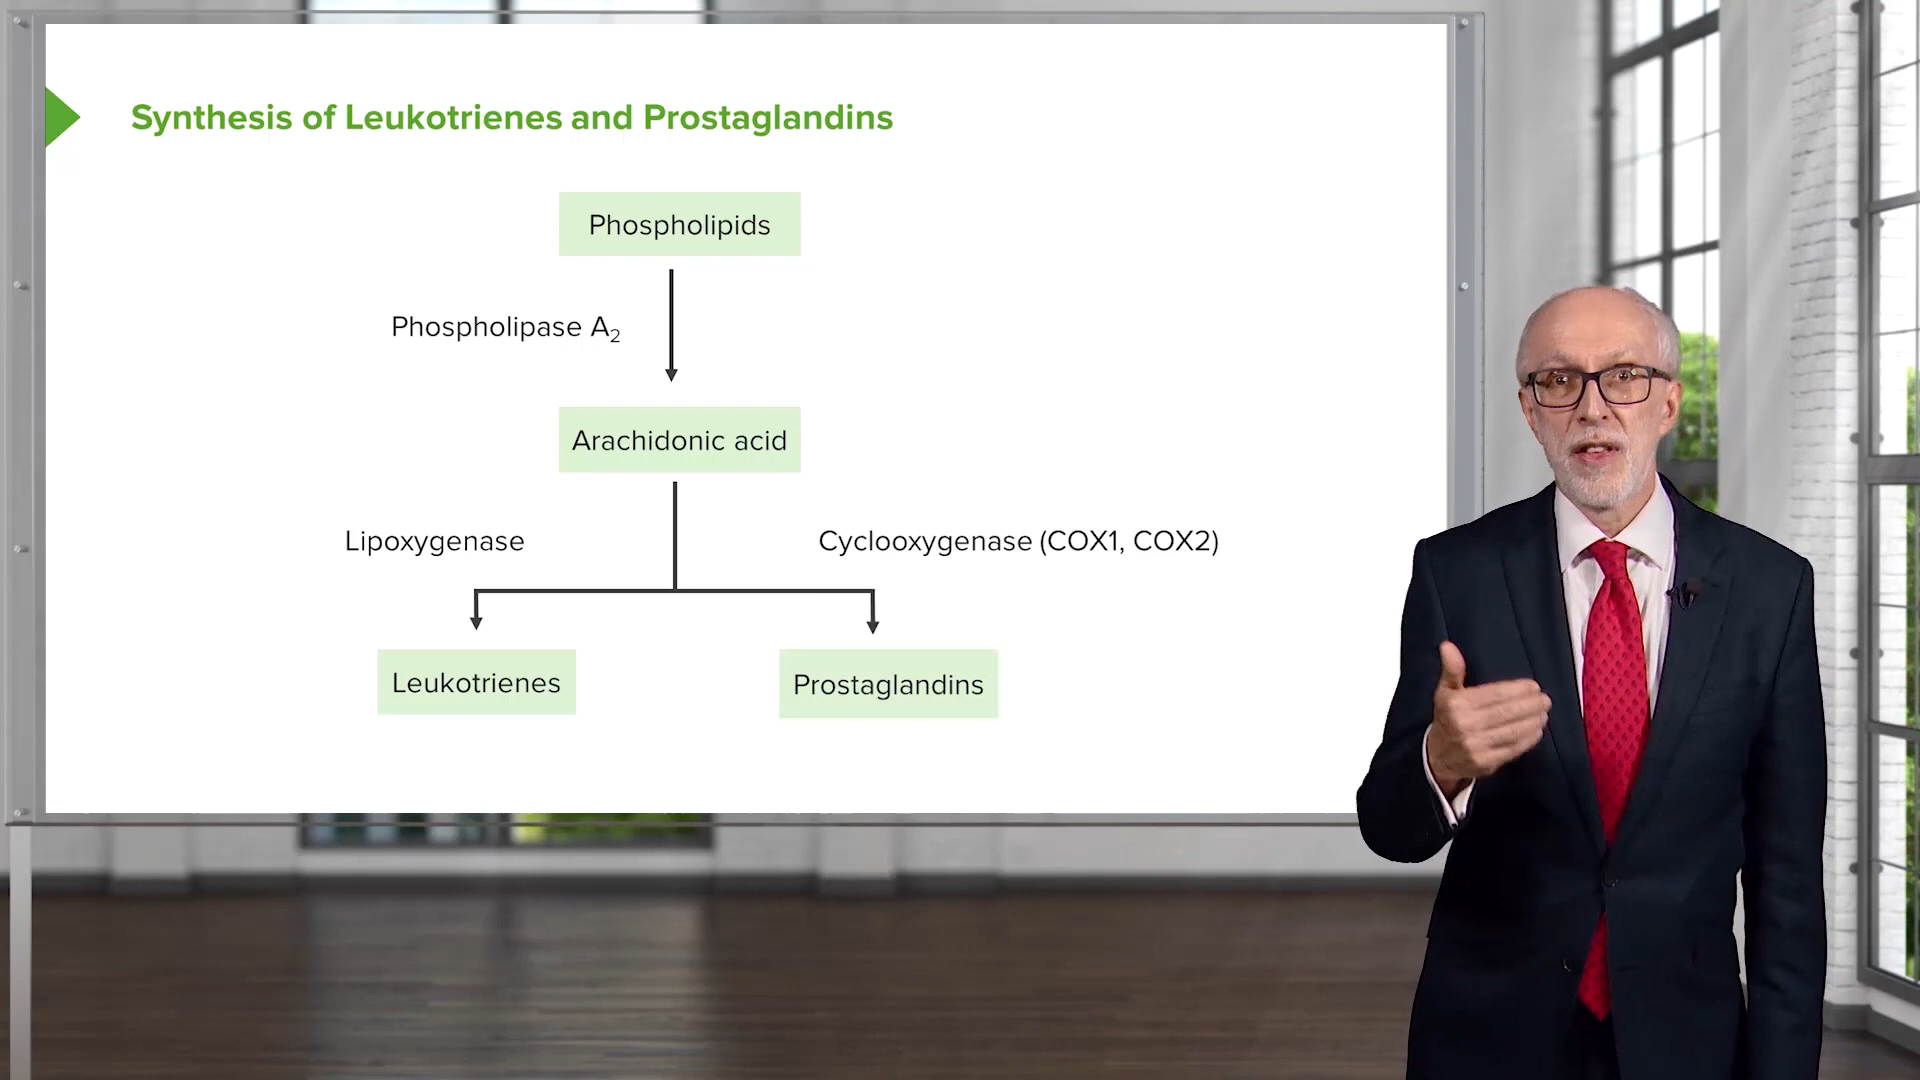 Synthesis of Leukotrienes and Prostaglandins
Phospholipids
Phospholipase A₂
Arachidonic acid
Lipoxygenase
Cyclooxygenase (COX1, COX2)
Leukotrienes
Prostaglandins